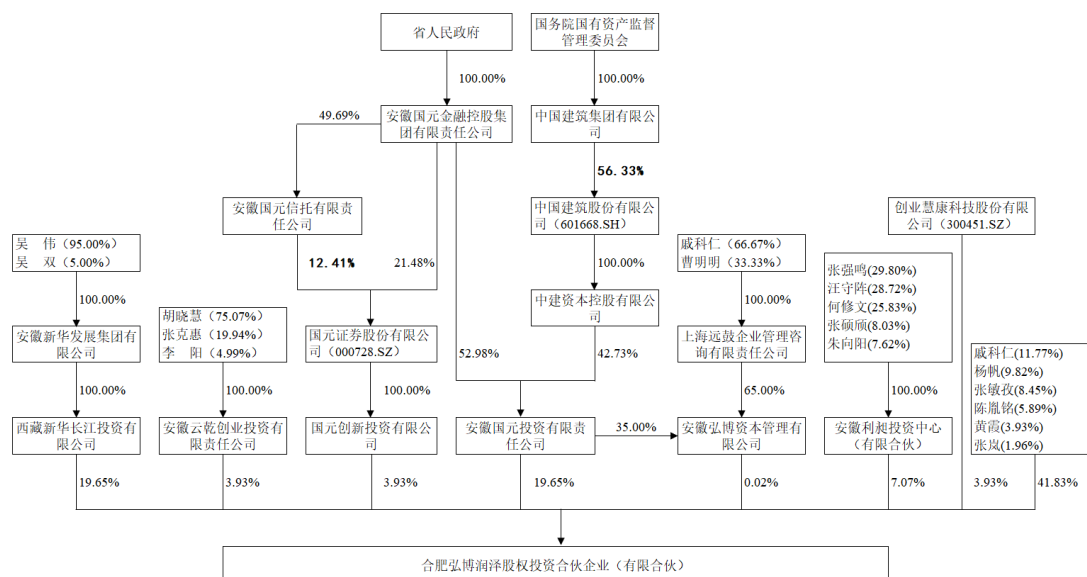 省人民政府
国务院国有资产监督
管理委员会
100.00%
100.00%
49.69%
安徽国元金融控股集
团有限责任公司
中国建筑集团有限公
司
56.33%
安徽国元信托有限责
任公司
中国建筑股份有限公
司（601668.SH）
创业慧康科技股份有限
公司（300451.SZ）
吴　伟（95.00%）
吴　双（5.00%）
12.41%
21.48%
100.00%
戚科仁（66.67%）
曹明明（33.33%）
张强鸣(29.80%)
汪守阵(28.72%)
何修文(25.83%)
张硕颀(8.03%)
朱向阳(7.62%)
100.00%
胡晓慧（75.07%）
张克惠（19.94%）
李　阳（4.99%）
中建资本控股有限公
司
100.00%
安徽新华发展集团有
限公司
国元证券股份有限公
司（000728.SZ）
52.98%
42.73%
上海远鼓企业管理咨
询有限责任公司
戚科仁(11.77%)
杨帆(9.82%)
张敏孜(8.45%)
陈胤铭(5.89%)
黄霞(3.93%)
张岚(1.96%)
100.00%
100.00%
100.00%
65.00%
100.00%
西藏新华长江投资有
限公司
安徽云乾创业投资有
限责任公司
国元创新投资有限公
司
安徽国元投资有限责
任公司
35.00%
安徽弘博资本管理有
限公司
安徽利昶投资中心
（有限合伙）
19.65%
3.93%
3.93%
19.65%
0.02%
7.07%
3.93%
41.83%
合肥弘博润泽股权投资合伙企业（有限合伙）